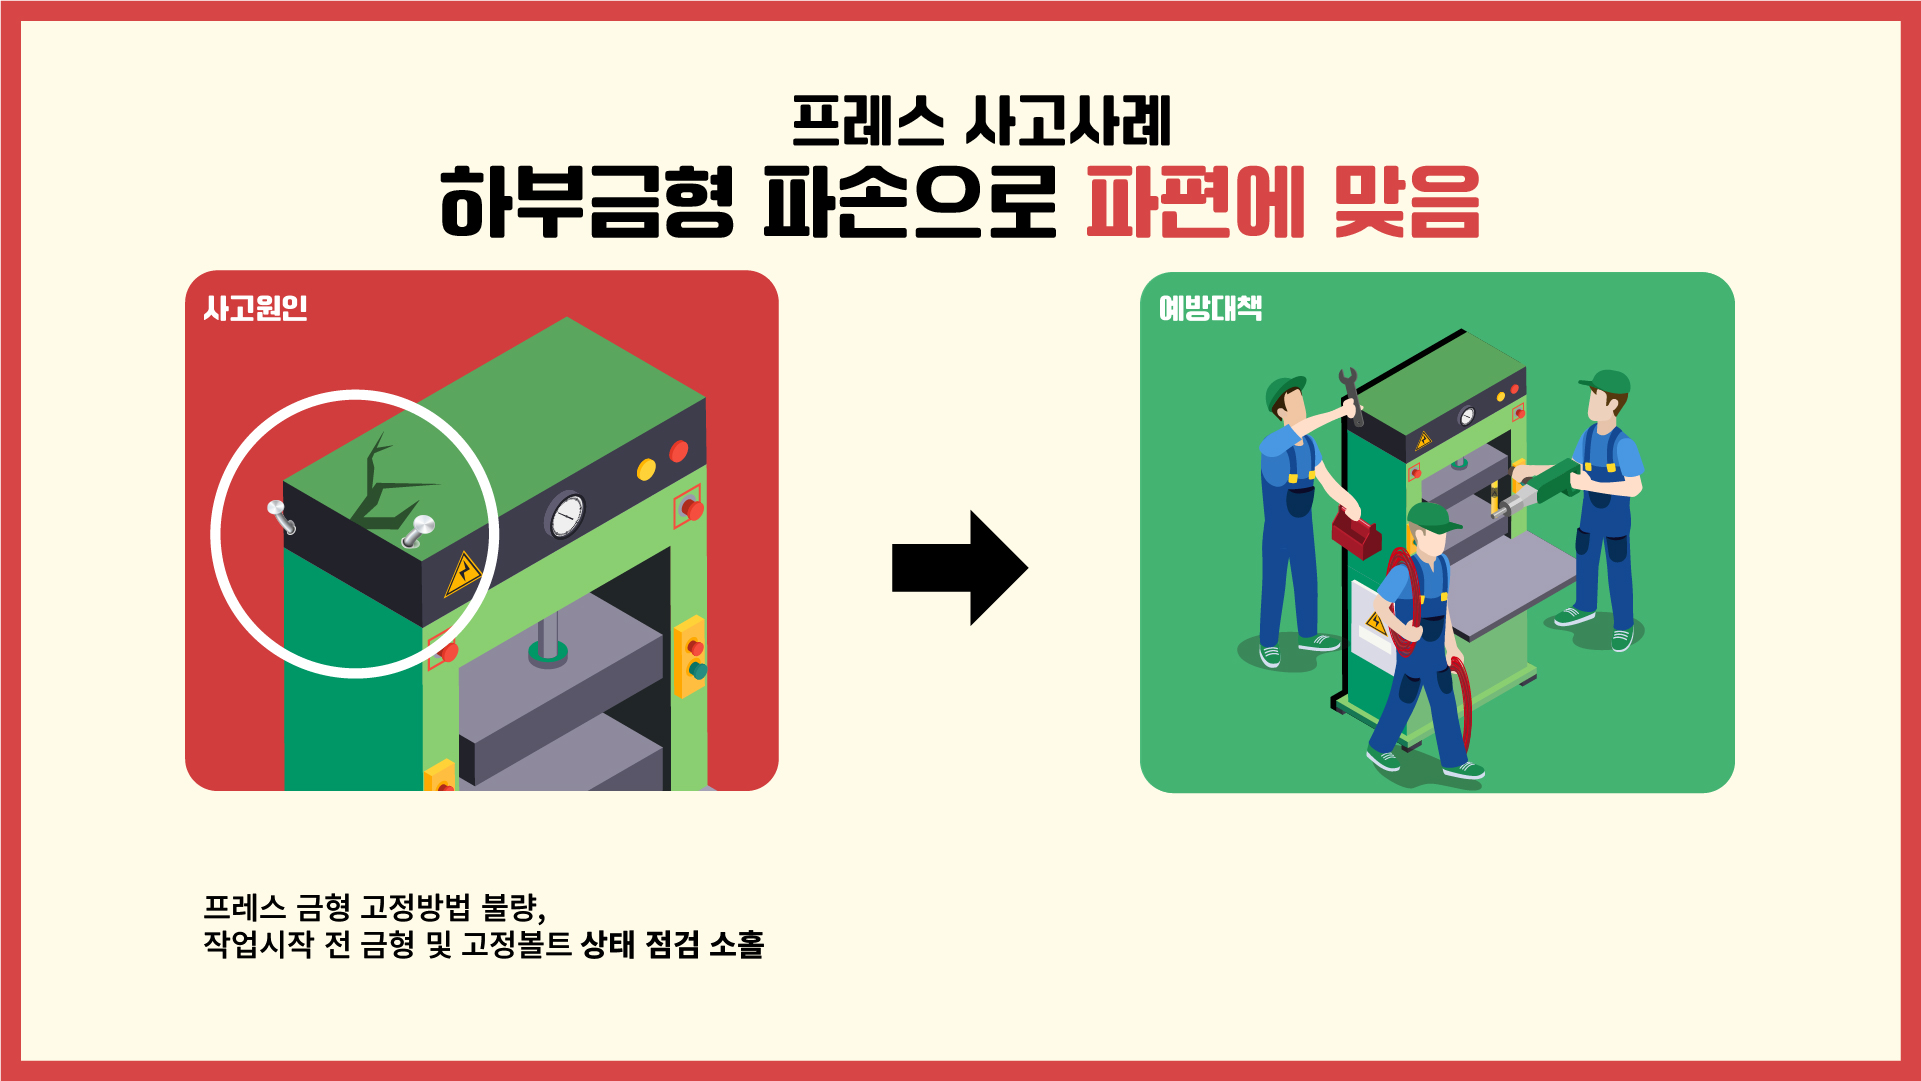 프레스 사고사례
하부금형 파손으로 파편에 맞음
사고원인
예방대책
프레스 금형 고정방법 불량,
작업시작 전 금형 및 고정볼트 상태 점검 소홀